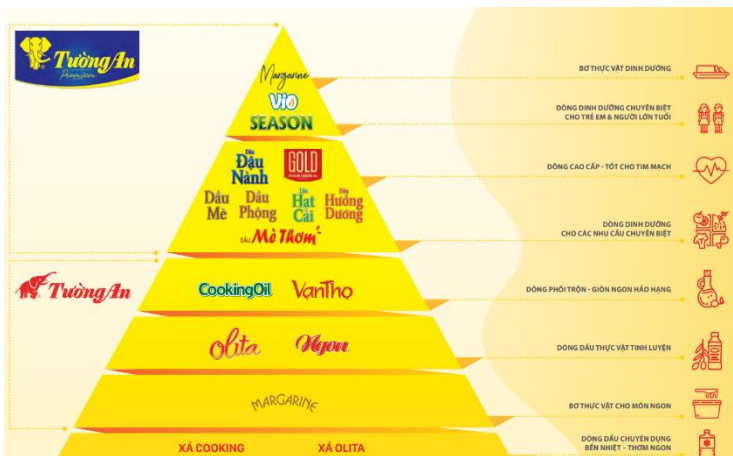 Tường An
Premium
Margarine
BƠ THỰC VẬT DINH DƯỠNG
Vio
SEASON
DÒNG DINH DƯỠNG CHUYÊN BIỆT
CHO TRẺ EM & NGƯỜI LỚN TUỔI
Dầu
Đậu
Nành
GOLD
PREMIUM COOKING OIL
DÒNG CAO CẤP - TỐT CHO TIM MẠCH
Dầu
Mè
Dầu
Phộng
Dầu
Hạt
Cải
Dầu
Hướng
Dương
DẦU Mè Thơm
DÒNG DINH DƯỠNG
CHO CÁC NHU CẦU CHUYÊN BIỆT
Tường An
CookingOil VạnThọ
DÒNG PHỐI TRỘN - GIÒN NGON HẢO HẠNG
Olita Ngon
DÒNG DẦU THỰC VẬT TINH LUYỆN
MARGARINE
BƠ THỰC VẬT CHO MÓN NGON
XÁ COOKING XÁ OLITA
DÒNG DẦU CHUYÊN DỤNG
BỀN NHIỆT – THƠM NGON